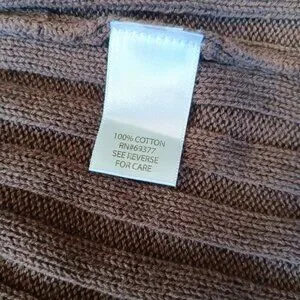 100% COTTON
RN#69377
SEE REVERSE
FOR CARE